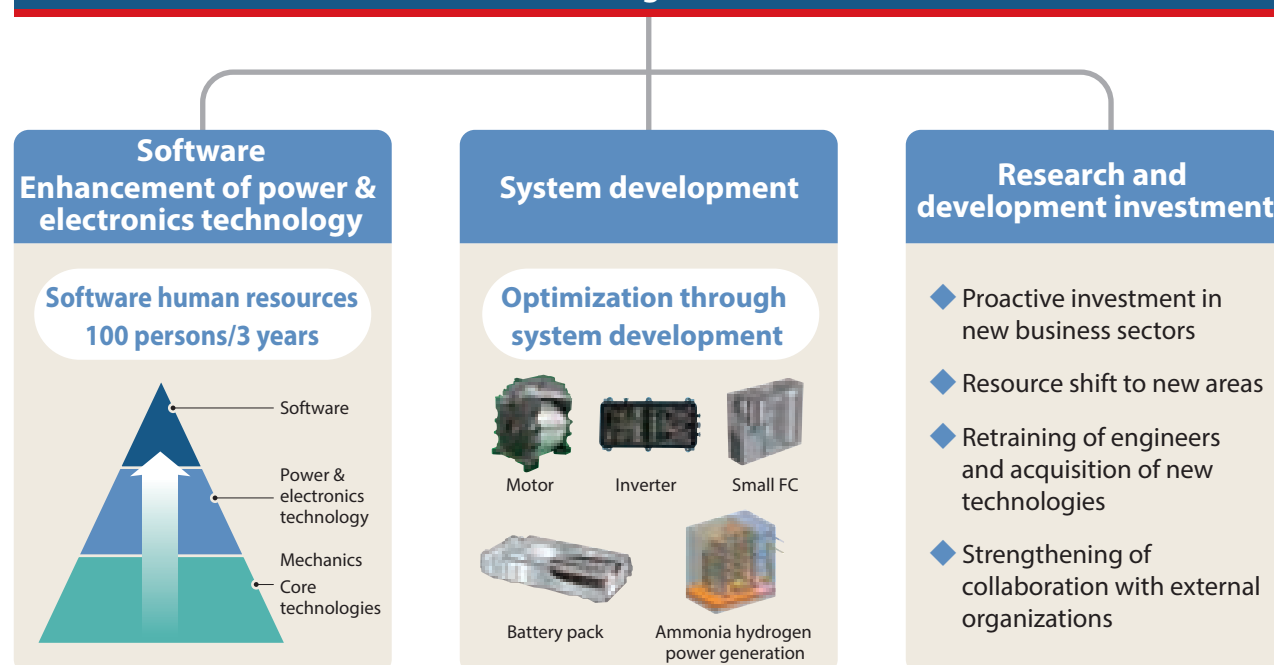 Software
Enhancement of power &
electronics technology
Software human resources
100 persons/3 years
Software
Power &
electronics
technology
Mechanics
Core
technologies
System development
Optimization through
system development
Motor
Inverter
Small FC
Battery pack
Ammonia hydrogen
power generation
Research and
development investment
◆ Proactive investment in
new business sectors
◆ Resource shift to new areas
◆ Retraining of engineers
and acquisition of new
technologies
◆ Strengthening of
collaboration with external
organizations